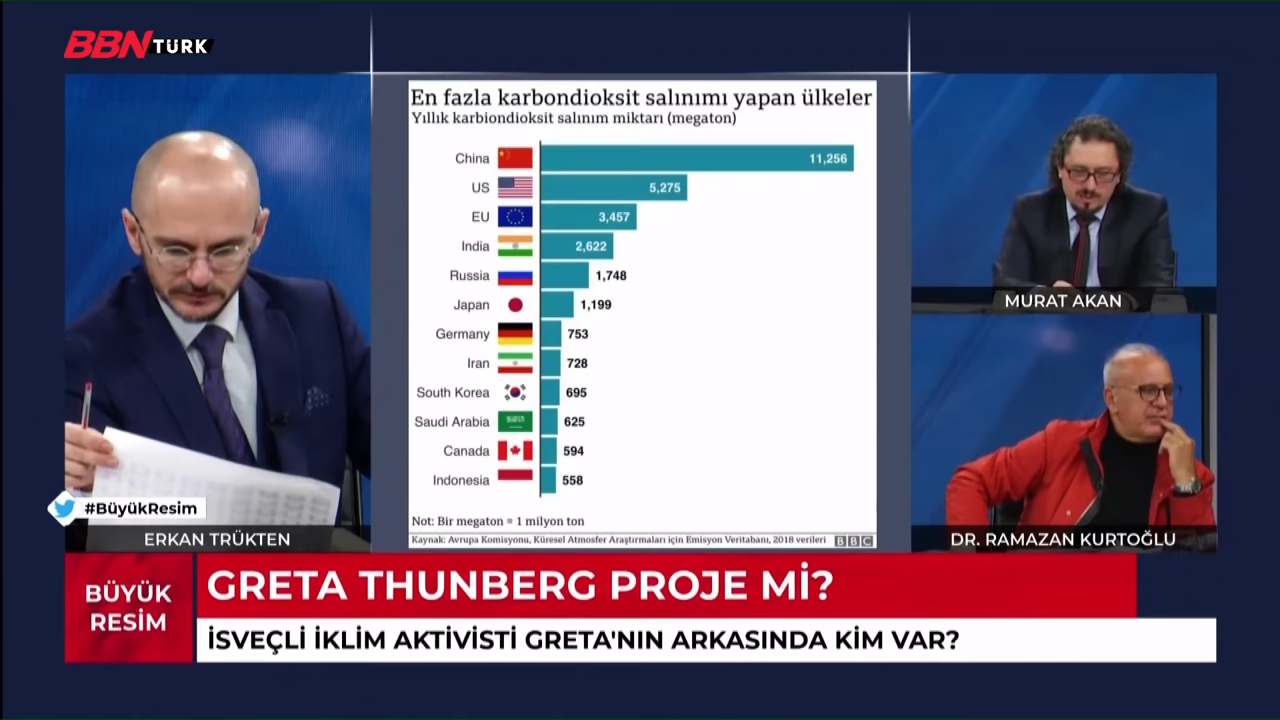 BBN TÜRK
En fazla karbondioksit salınımı yapan ülkeler
Yıllık karbiondioksit salınım miktarı (megaton)
China 11,256
US 5,275
EU 3,457
India 2,622
Russia 1,748
Japan 1,199
Germany 753
Iran 728
South Korea 695
Saudi Arabia 625
Canada 594
Indonesia 558
Not: Bir megaton = 1 milyon ton
Kaynak: Avrupa Komisyonu, Küresel Atmosfer Araştırmaları için Emisyon Veritabanı, 2018 verileri BBC
#BüyükResim
ERKAN TRÜKTEN
MURAT AKAN
DR. RAMAZAN KURTOĞLU
BÜYÜK
RESİM
GRETA THUNBERG PROJE Mİ?
İSVEÇLİ İKLİM AKTİVİSTİ GRETA'NIN ARKASINDA KİM VAR?